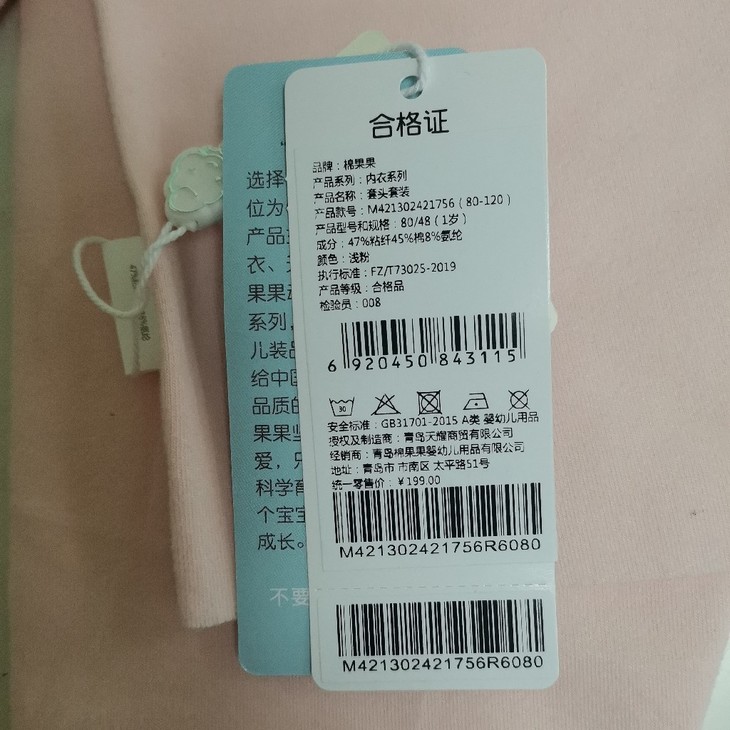 合格证
品牌：棉果果
产品系列：内衣系列
产品名称：套头套装
产品款号：M421302421756（80-120）
产品型号和规格：80/48（1岁）
成分：47%粘纤45%棉8%氨纶
颜色：浅粉
执行标准：FZ/T73025-2019
产品等级：合格品
检验员：008
6 920450 843115
30
安全标准：GB31701-2015 A类 婴幼儿用品
授权及制造商：青岛天耀商贸有限公司
经销商：青岛棉果果婴幼儿用品有限公司
地址：青岛市 市南区 太平路51号
统一零售价：￥199.00
M421302421756R6080
M421302421756R6080
选择
位为
产品
衣、
果果
系列，
儿装品
给中国
品质的
果果坚
爱，只
科学育
个宝宝
成长。
不要